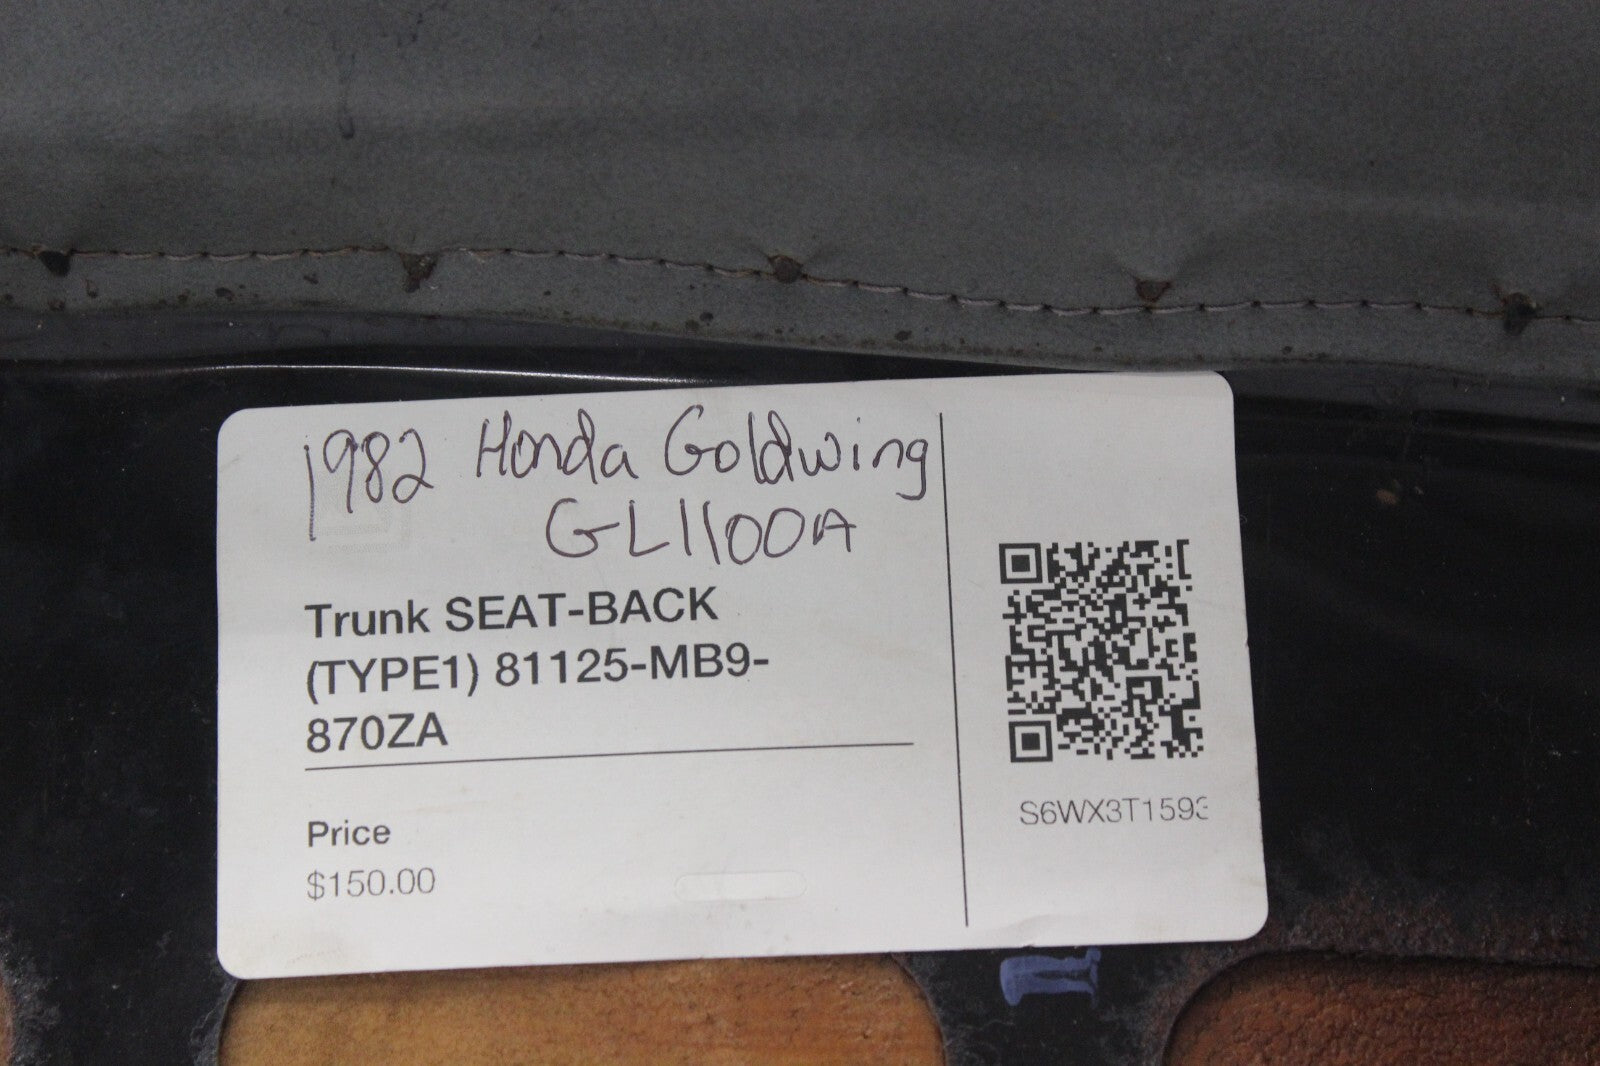 1982 Honda Goldwing
GL1100A
Trunk SEAT-BACK
(TYPE1) 81125-MB9-
870ZA
Price
$150.00
S6WX3T1593